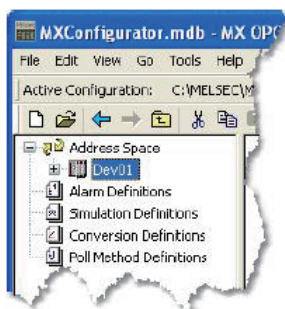 MXConfigurator.mdb - MX OPC
File Edit View Go Tools Help
Active Configuration: C:\MELSEC\M
Address Space
Dev01
Alarm Definitions
Simulation Definitions
Conversion Definitions
Poll Method Definitions